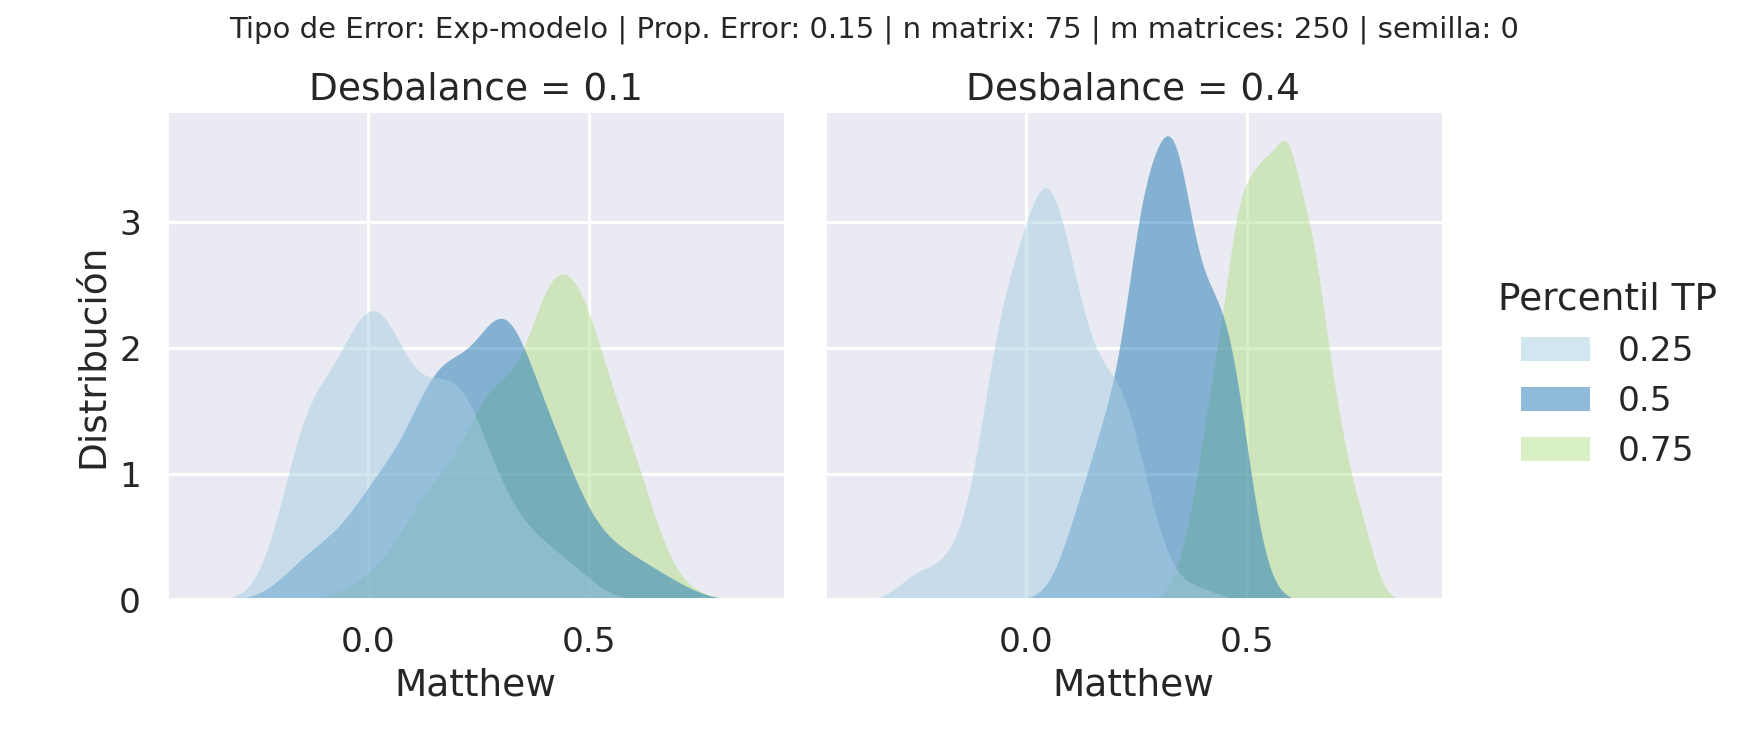 Tipo de Error: Exp-modelo | Prop. Error: 0.15 | n matrix: 75 | m matrices: 250 | semilla: 0
Desbalance = 0.1
Desbalance = 0.4
Distribución
3
2
1
0
0.0
0.5
0.0
0.5
Matthew
Matthew
Percentil TP
0.25
0.5
0.75